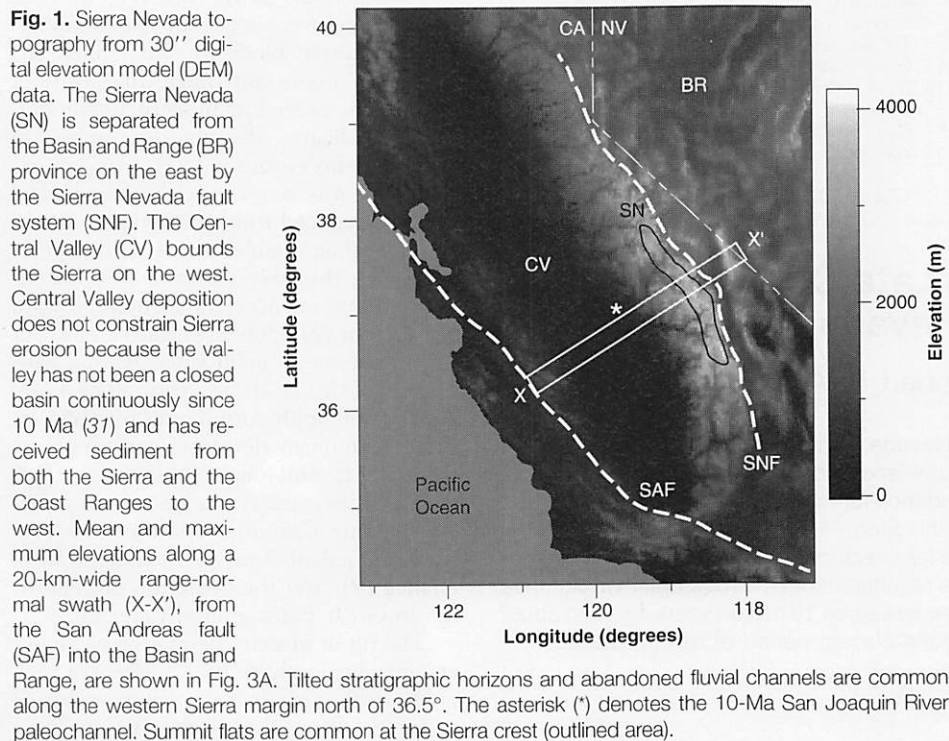 Fig. 1. Sierra Nevada to-
pography from 30'' digi-
tal elevation model (DEM)
data. The Sierra Nevada
(SN) is separated from
the Basin and Range (BR)
province on the east by
the Sierra Nevada fault
system (SNF). The Cen-
tral Valley (CV) bounds
the Sierra on the west.
Central Valley deposition
does not constrain Sierra
erosion because the val-
ley has not been a closed
basin continuously since
10 Ma (31) and has re-
ceived sediment from
both the Sierra and the
Coast Ranges to the
west. Mean and maxi-
mum elevations along a
20-km-wide range-nor-
mal swath (X-X'), from
the San Andreas fault
(SAF) into the Basin and
Range, are shown in Fig. 3A. Tilted stratigraphic horizons and abandoned fluvial channels are common
along the western Sierra margin north of 36.5°. The asterisk (*) denotes the 10-Ma San Joaquin River
paleochannel. Summit flats are common at the Sierra crest (outlined area).
40
38
36
Latitude (degrees)
CA NV
BR
SN
X'
CV
*
X
SNF
SAF
Pacific
Ocean
122
120
118
Longitude (degrees)
4000
2000
0
Elevation (m)